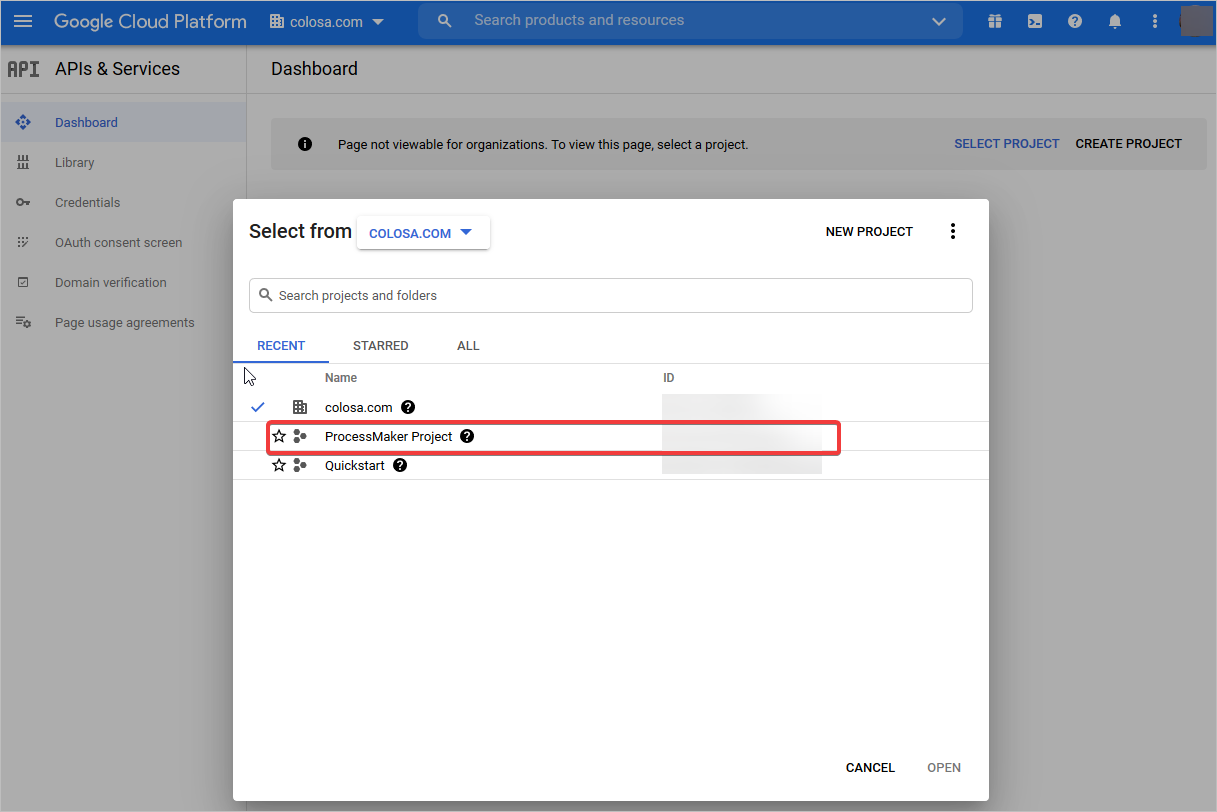 Google Cloud Platform colosa.com Search products and resources
API APIs & Services Dashboard
Dashboard
Page not viewable for organizations. To view this page, select a project. SELECT PROJECT CREATE PROJECT
Library
Credentials
OAuth consent screen
Domain verification
Page usage agreements
Select from COLOSA.COM NEW PROJECT
Search projects and folders
RECENT STARRED ALL
Name ID
colosa.com
ProcessMaker Project
Quickstart
CANCEL OPEN